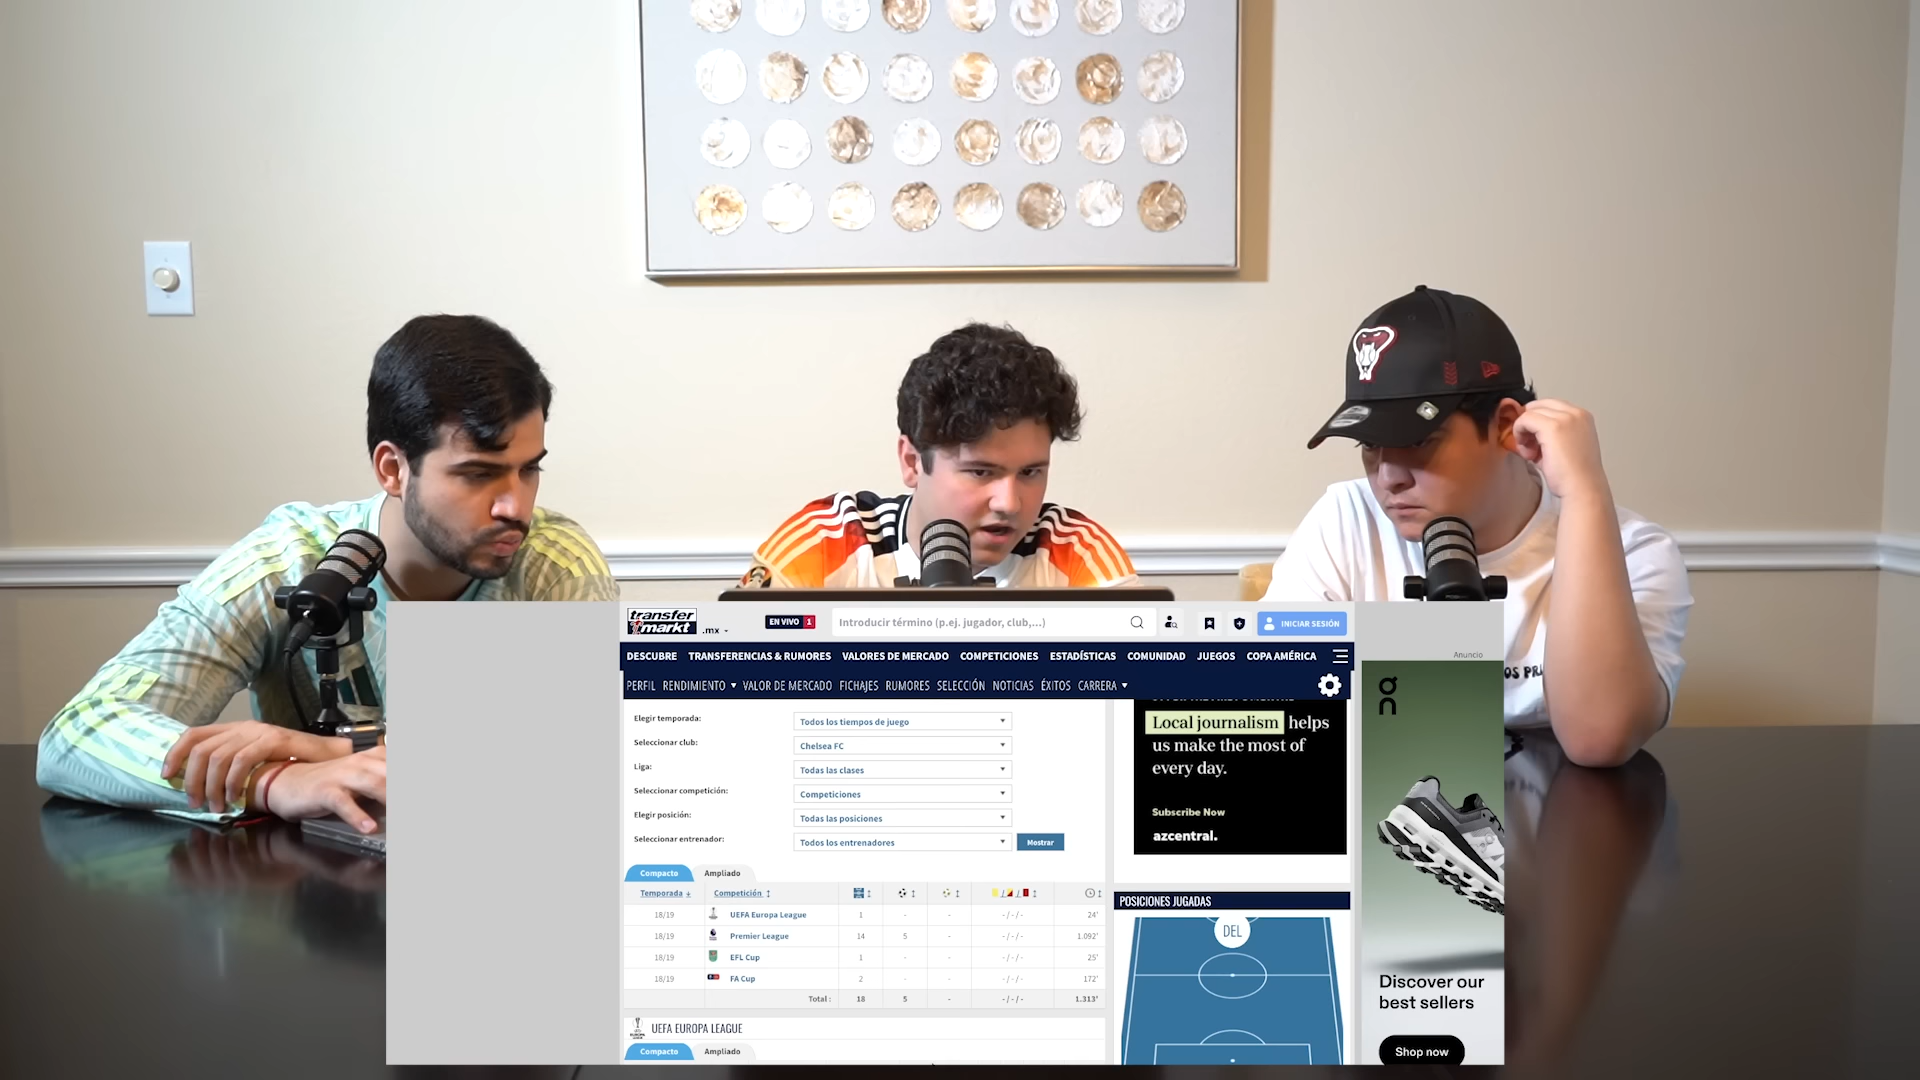 transfer
markt
.mx
EN VIVO 1
Introducir término (p.ej. jugador, club,...)
INICIAR SESIÓN
DESCUBRE TRANSFERENCIAS & RUMORES VALORES DE MERCADO COMPETICIONES ESTADÍSTICAS COMUNIDAD JUEGOS COPA AMÉRICA
PERFIL RENDIMIENTO VALOR DE MERCADO FICHAJES RUMORES SELECCIÓN NOTICIAS ÉXITOS CARRERA
Elegir temporada: Todos los tiempos de juego
Seleccionar club: Chelsea FC
Liga: Todas las clases
Seleccionar competición: Competiciones
Elegir posición: Todas las posiciones
Seleccionar entrenador: Todos los entrenadores Mostrar
Compacto Ampliado
Temporada Competición
18/19 UEFA Europa League 1 - - -/-/- 24'
18/19 Premier League 14 5 - -/-/- 1.092'
18/19 EFL Cup 1 - - -/-/- 25'
18/19 FA Cup 2 - - -/-/- 172'
Total: 18 5 - -/-/- 1.313'
UEFA EUROPA LEAGUE
Compacto Ampliado
Local journalism helps
us make the most of
every day.
Subscribe Now
azcentral.
POSICIONES JUGADAS
DEL
Anuncio
Discover our
best sellers
Shop now